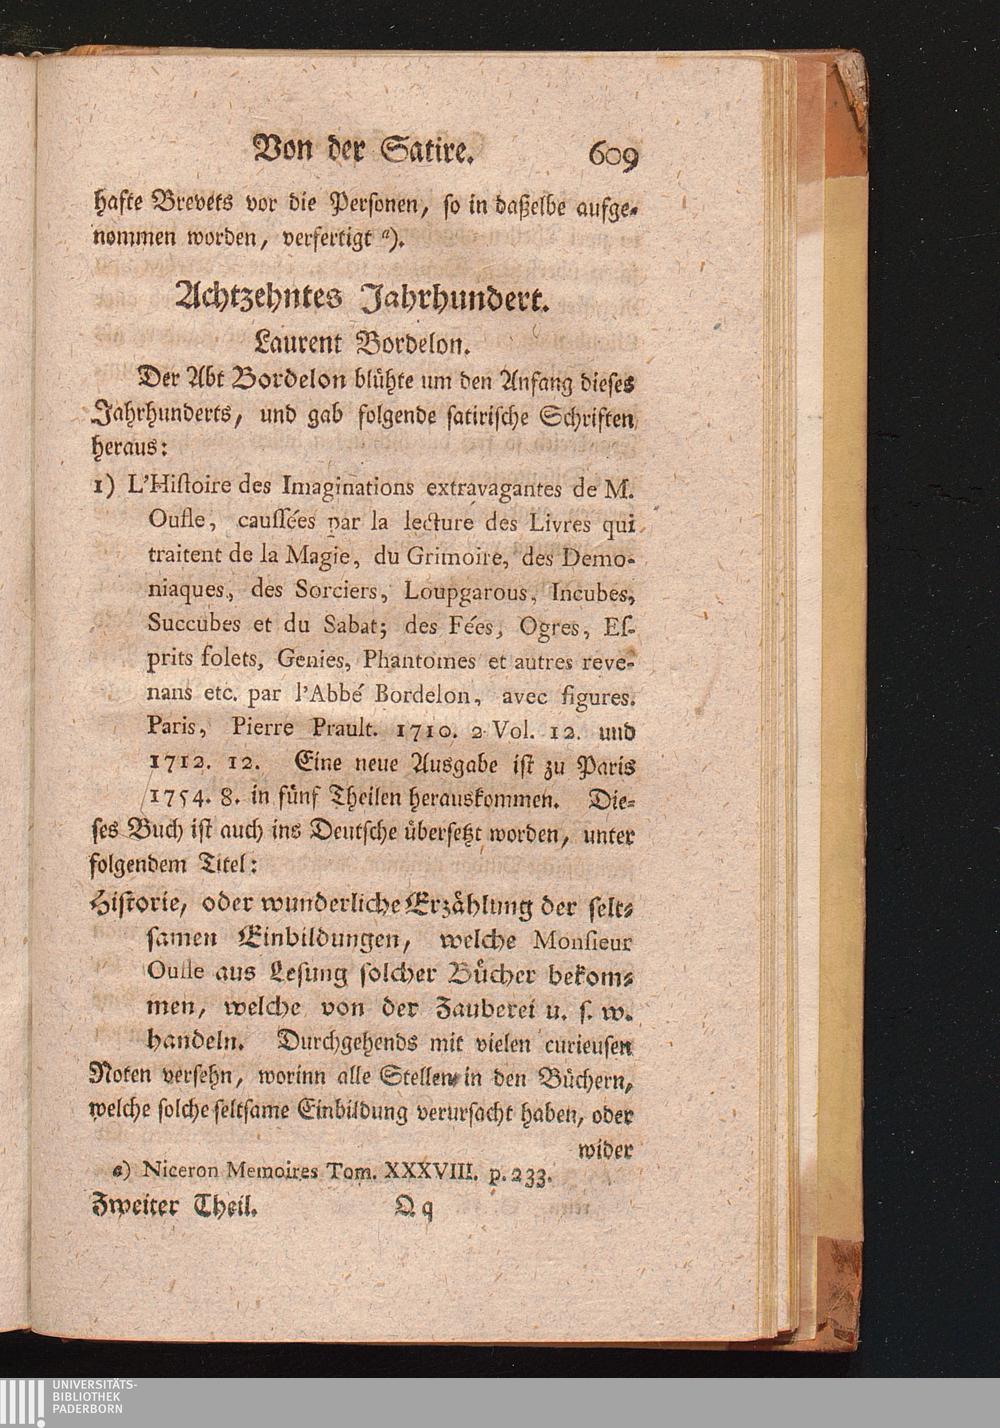 Von der Satire. 609
hafte Brevets vor die Personen, so in daßelbe aufge-
nommen worden, verfertigt a).
Achtzehntes Jahrhundert.
Laurent Bordelon.
Der Abt Bordelon blühte um den Anfang dieses
Jahrhunderts, und gab folgende satirische Schriften
heraus:
1) L'Histoire des Imaginations extravagantes de M.
Oufle, caussées par la lecture des Livres qui
traitent de la Magie, du Grimoire, des Demo-
niaques, des Sorciers, Loupgarous, Incubes,
Succubes et du Sabat; des Fées, Ogres, Es-
prits folets, Genies, Phantomes et autres reve-
nans etc. par l'Abbé Bordelon, avec figures.
Paris, Pierre Prault. 1710. 2 Vol. 12. und
1712. 12. Eine neue Ausgabe ist zu Paris
1754. 8. in fünf Theilen herauskommen. Die-
ses Buch ist auch ins Deutsche übersetzt worden, unter
folgendem Titel:
Historie, oder wunderliche Erzählung der selt-
samen Einbildungen, welche Monsieur
Oufle aus Lesung solcher Bücher bekom-
men, welche von der Zauberei u. s. w.
handeln. Durchgehends mit vielen curieusen
Noten versehn, worinn alle Stellen in den Büchern,
welche solche seltsame Einbildung verursacht haben, oder
wider
a) Niceron Memoires Tom. XXXVIII. p. 233.
Zweiter Theil. Qq
UNIVERSITÄTS-
BIBLIOTHEK
PADERBORN